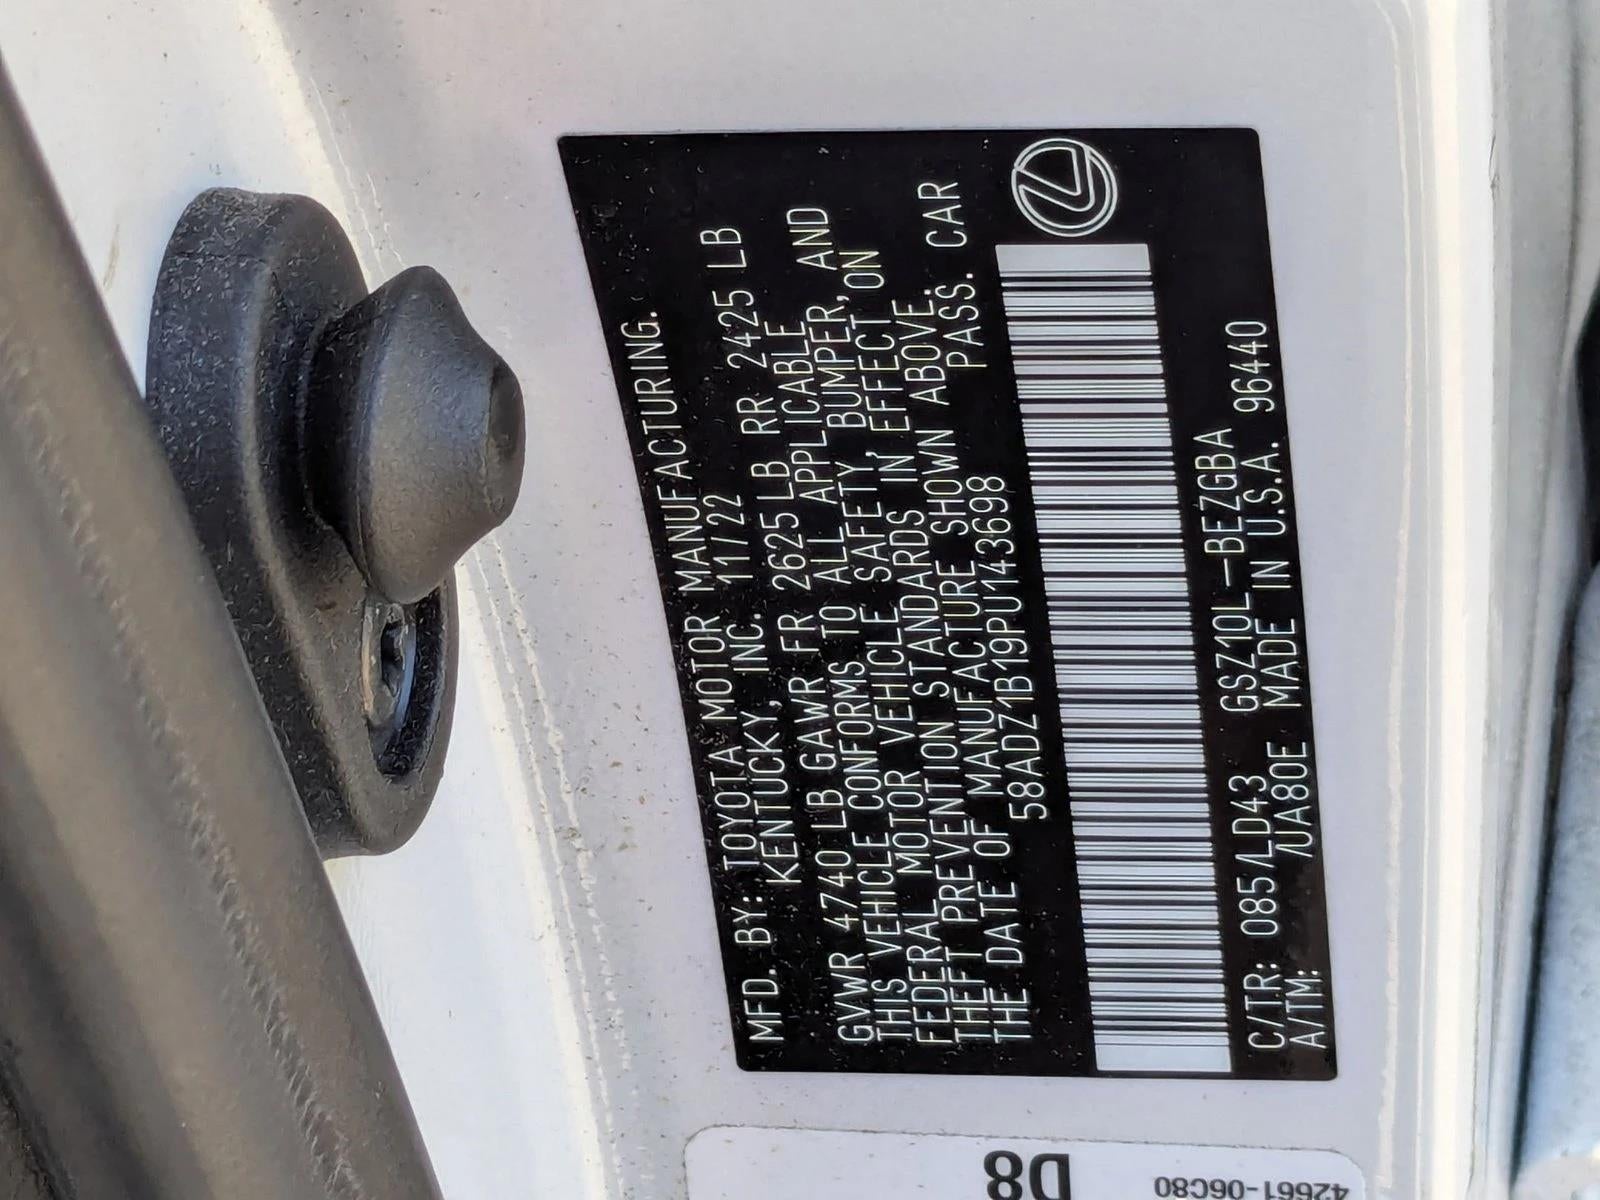 MFD. BY: TOYOTA MOTOR MANUFACTURING.
KENTUCKY, INC. 11/22
GVWR 4740 LB GAWR FR 2625 LB RR 2425 LB
THIS VEHICLE CONFORMS TO ALL APPLICABLE
FEDERAL MOTOR VEHICLE SAFETY, BUMPER, AND
THEFT PREVENTION STANDARDS IN EFFECT ON
THE DATE OF MANUFACTURE SHOWN ABOVE.
58ADZ1B19PU143698 PASS. CAR
C/TR: 085/LD43 GSZ10L-BEZGBA
A/TM: /UA80E MADE IN U.S.A. 96440
D8
42661-06C80